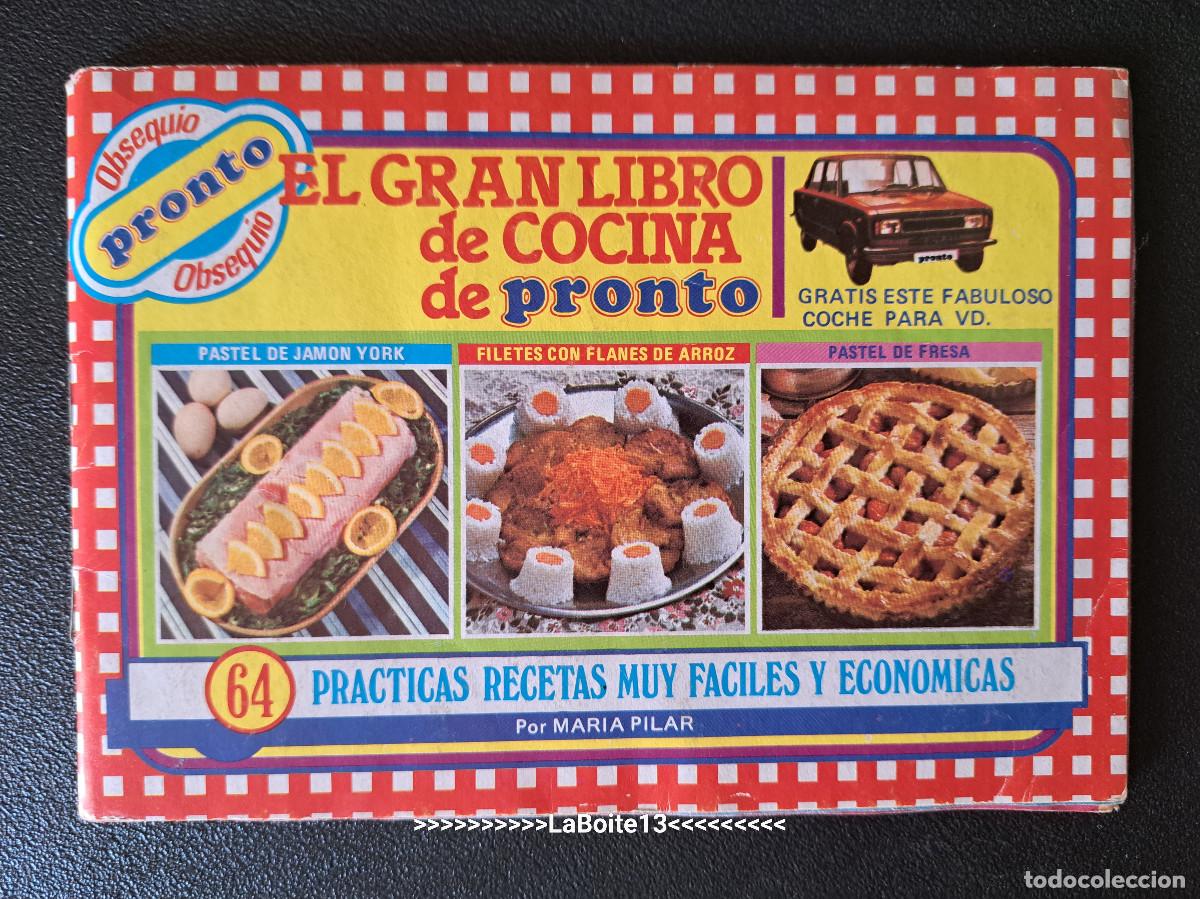 Obsequio
pronto
Obsequio
EL GRAN LIBRO
de COCINA
de pronto
pronto
GRATIS ESTE FABULOSO
COCHE PARA VD.
PASTEL DE JAMON YORK
FILETES CON FLANES DE ARROZ
PASTEL DE FRESA
64 PRACTICAS RECETAS MUY FACILES Y ECONOMICAS
Por MARIA PILAR
>>>>>>>>>>LaBoite13<<<<<<<<<
todocoleccion